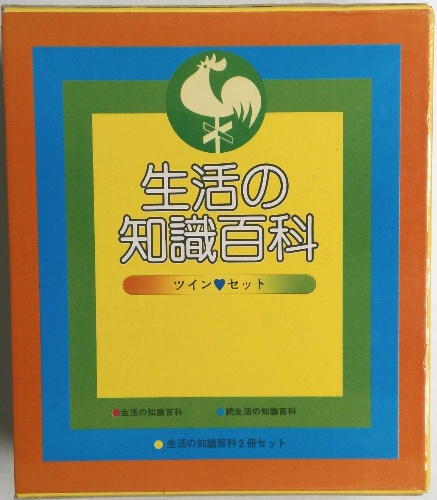 生活の
知識百科
ツイン♥セット
●生活の知識百科 ●続生活の知識百科
●生活の知識百科2冊セット